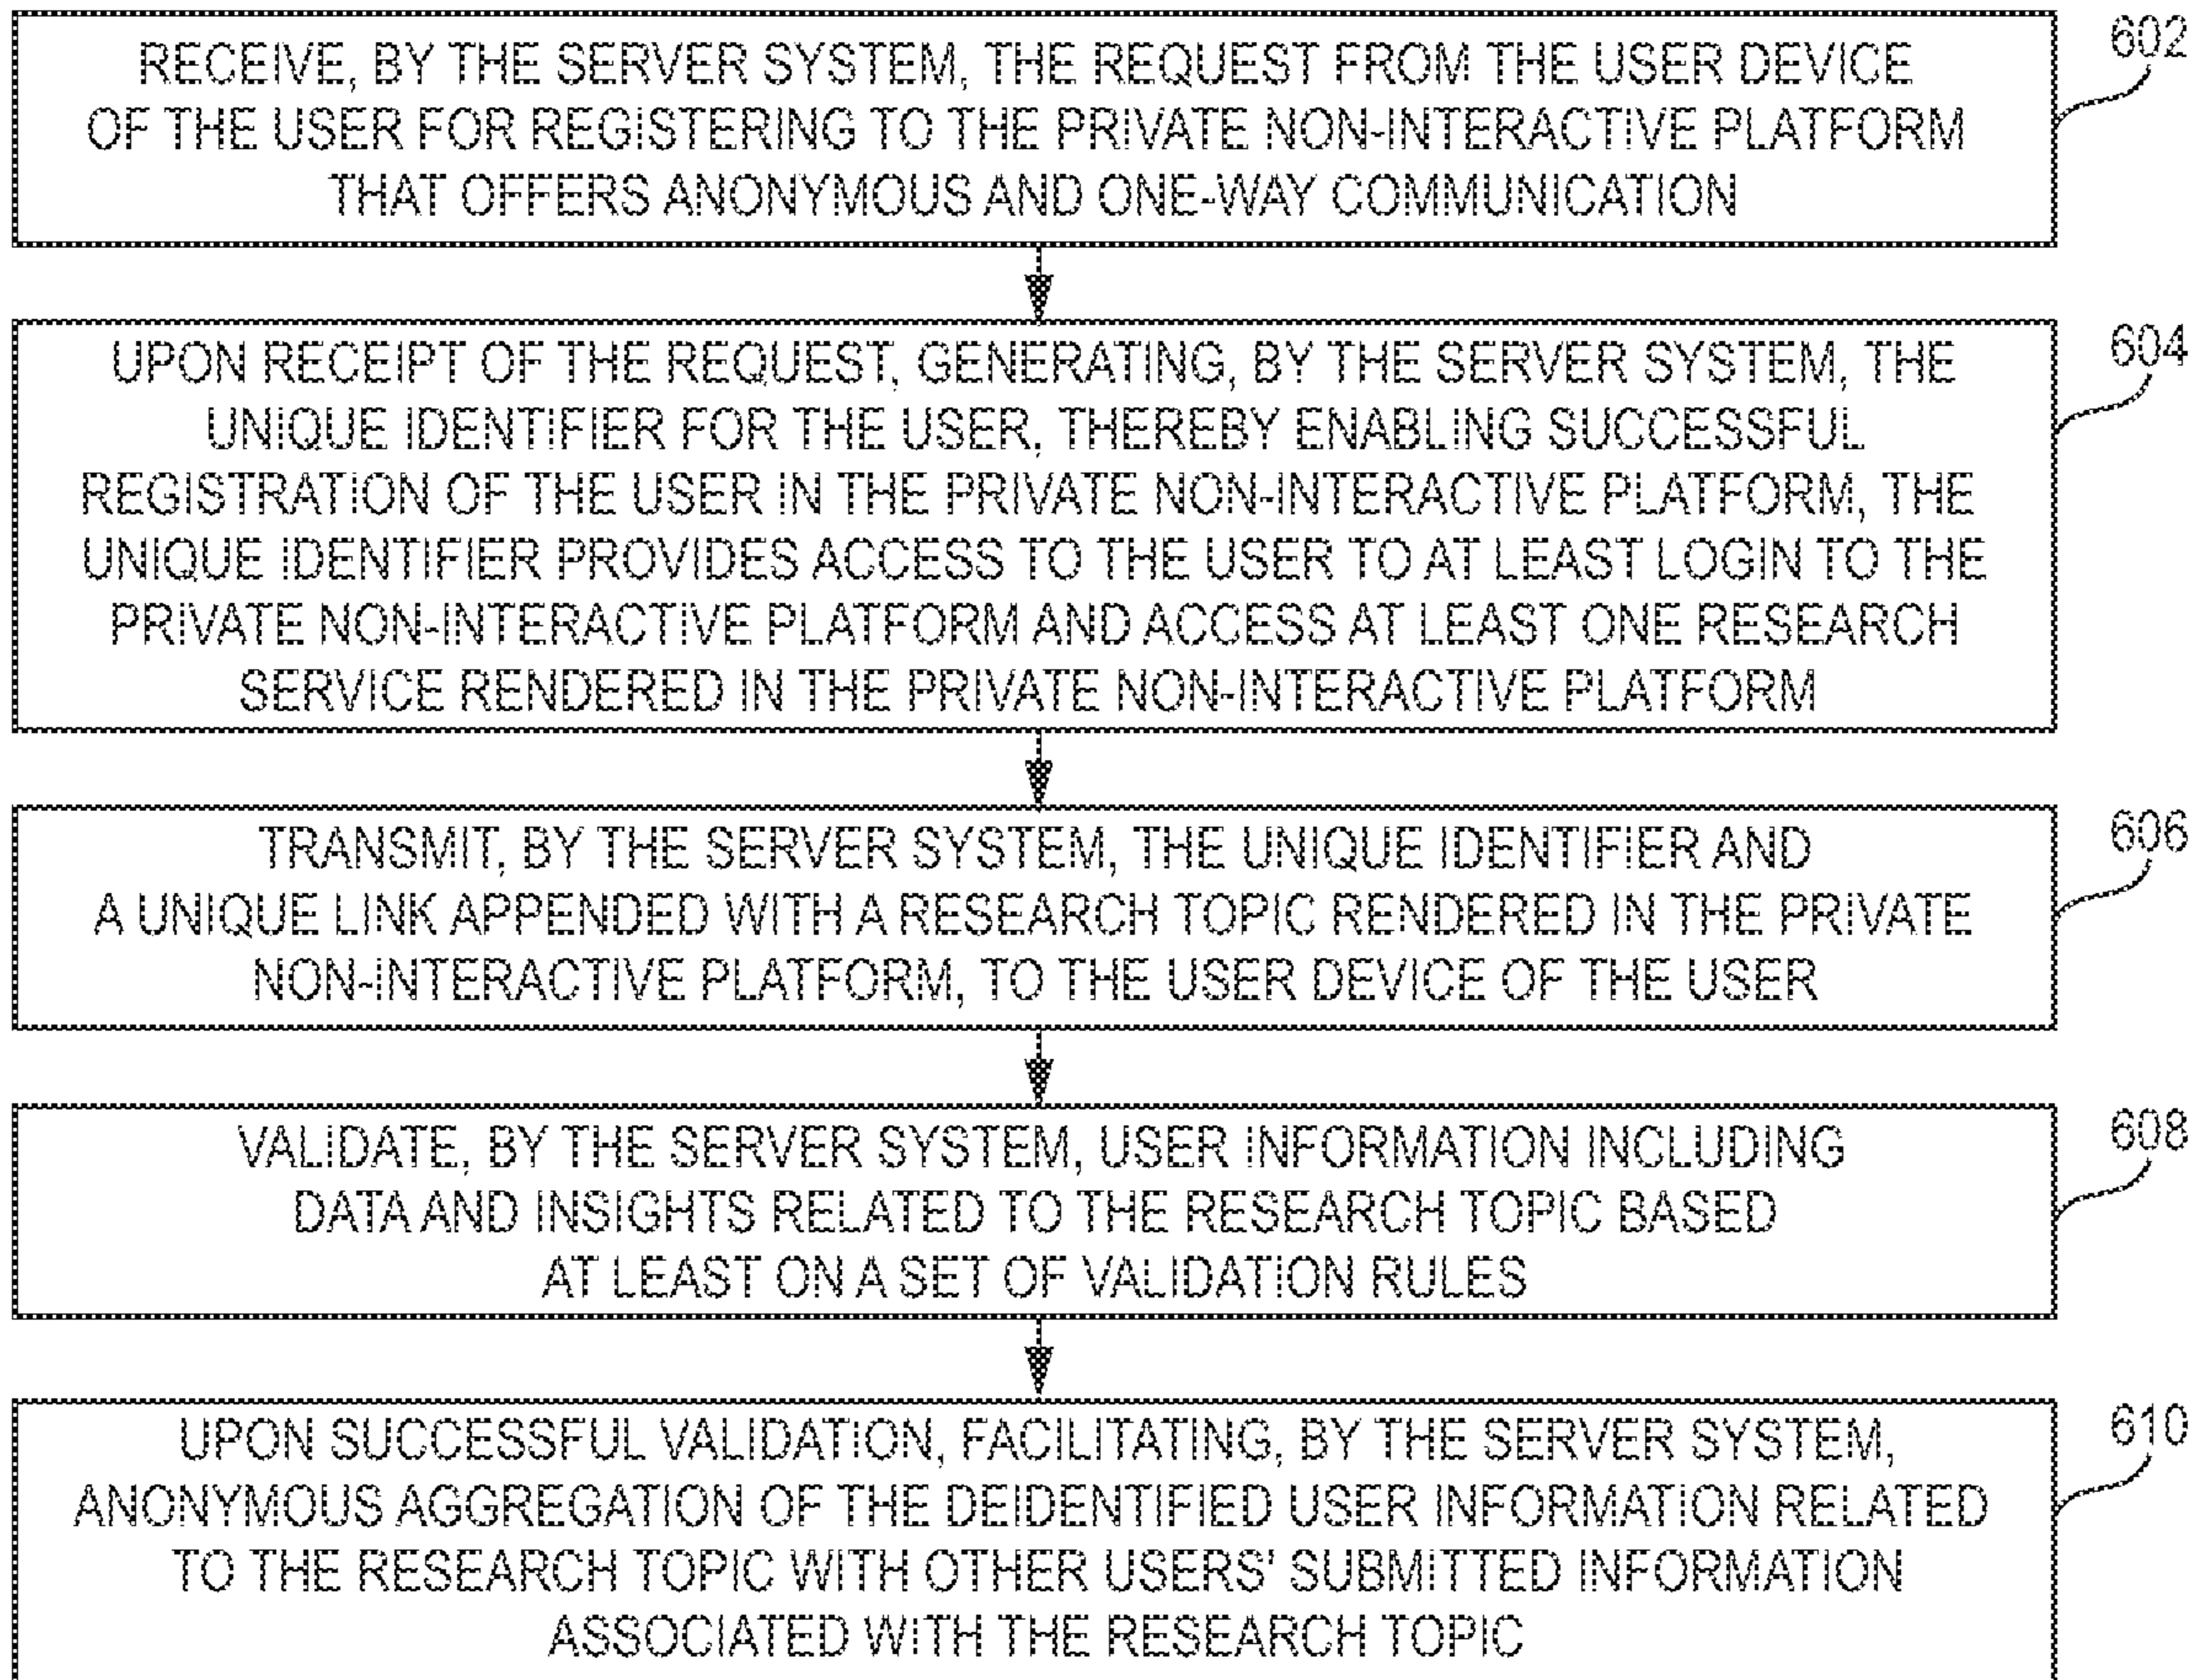 RECEIVE, BY THE SERVER SYSTEM, THE REQUEST FROM THE USER DEVICE
OF THE USER FOR REGISTERING TO THE PRIVATE NON-INTERACTIVE PLATFORM
THAT OFFERS ANONYMOUS AND ONE-WAY COMMUNICATION
602
UPON RECEIPT OF THE REQUEST, GENERATING, BY THE SERVER SYSTEM, THE
UNIQUE IDENTIFIER FOR THE USER, THEREBY ENABLING SUCCESSFUL
REGISTRATION OF THE USER IN THE PRIVATE NON-INTERACTIVE PLATFORM, THE
UNIQUE IDENTIFIER PROVIDES ACCESS TO THE USER TO AT LEAST LOGIN TO THE
PRIVATE NON-INTERACTIVE PLATFORM AND ACCESS AT LEAST ONE RESEARCH
SERVICE RENDERED IN THE PRIVATE NON-INTERACTIVE PLATFORM
604
TRANSMIT, BY THE SERVER SYSTEM, THE UNIQUE IDENTIFIER AND
A UNIQUE LINK APPENDED WITH A RESEARCH TOPIC RENDERED IN THE PRIVATE
NON-INTERACTIVE PLATFORM, TO THE USER DEVICE OF THE USER
606
VALIDATE, BY THE SERVER SYSTEM, USER INFORMATION INCLUDING
DATA AND INSIGHTS RELATED TO THE RESEARCH TOPIC BASED
AT LEAST ON A SET OF VALIDATION RULES
608
UPON SUCCESSFUL VALIDATION, FACILITATING, BY THE SERVER SYSTEM,
ANONYMOUS AGGREGATION OF THE DEIDENTIFIED USER INFORMATION RELATED
TO THE RESEARCH TOPIC WITH OTHER USERS' SUBMITTED INFORMATION
ASSOCIATED WITH THE RESEARCH TOPIC
610